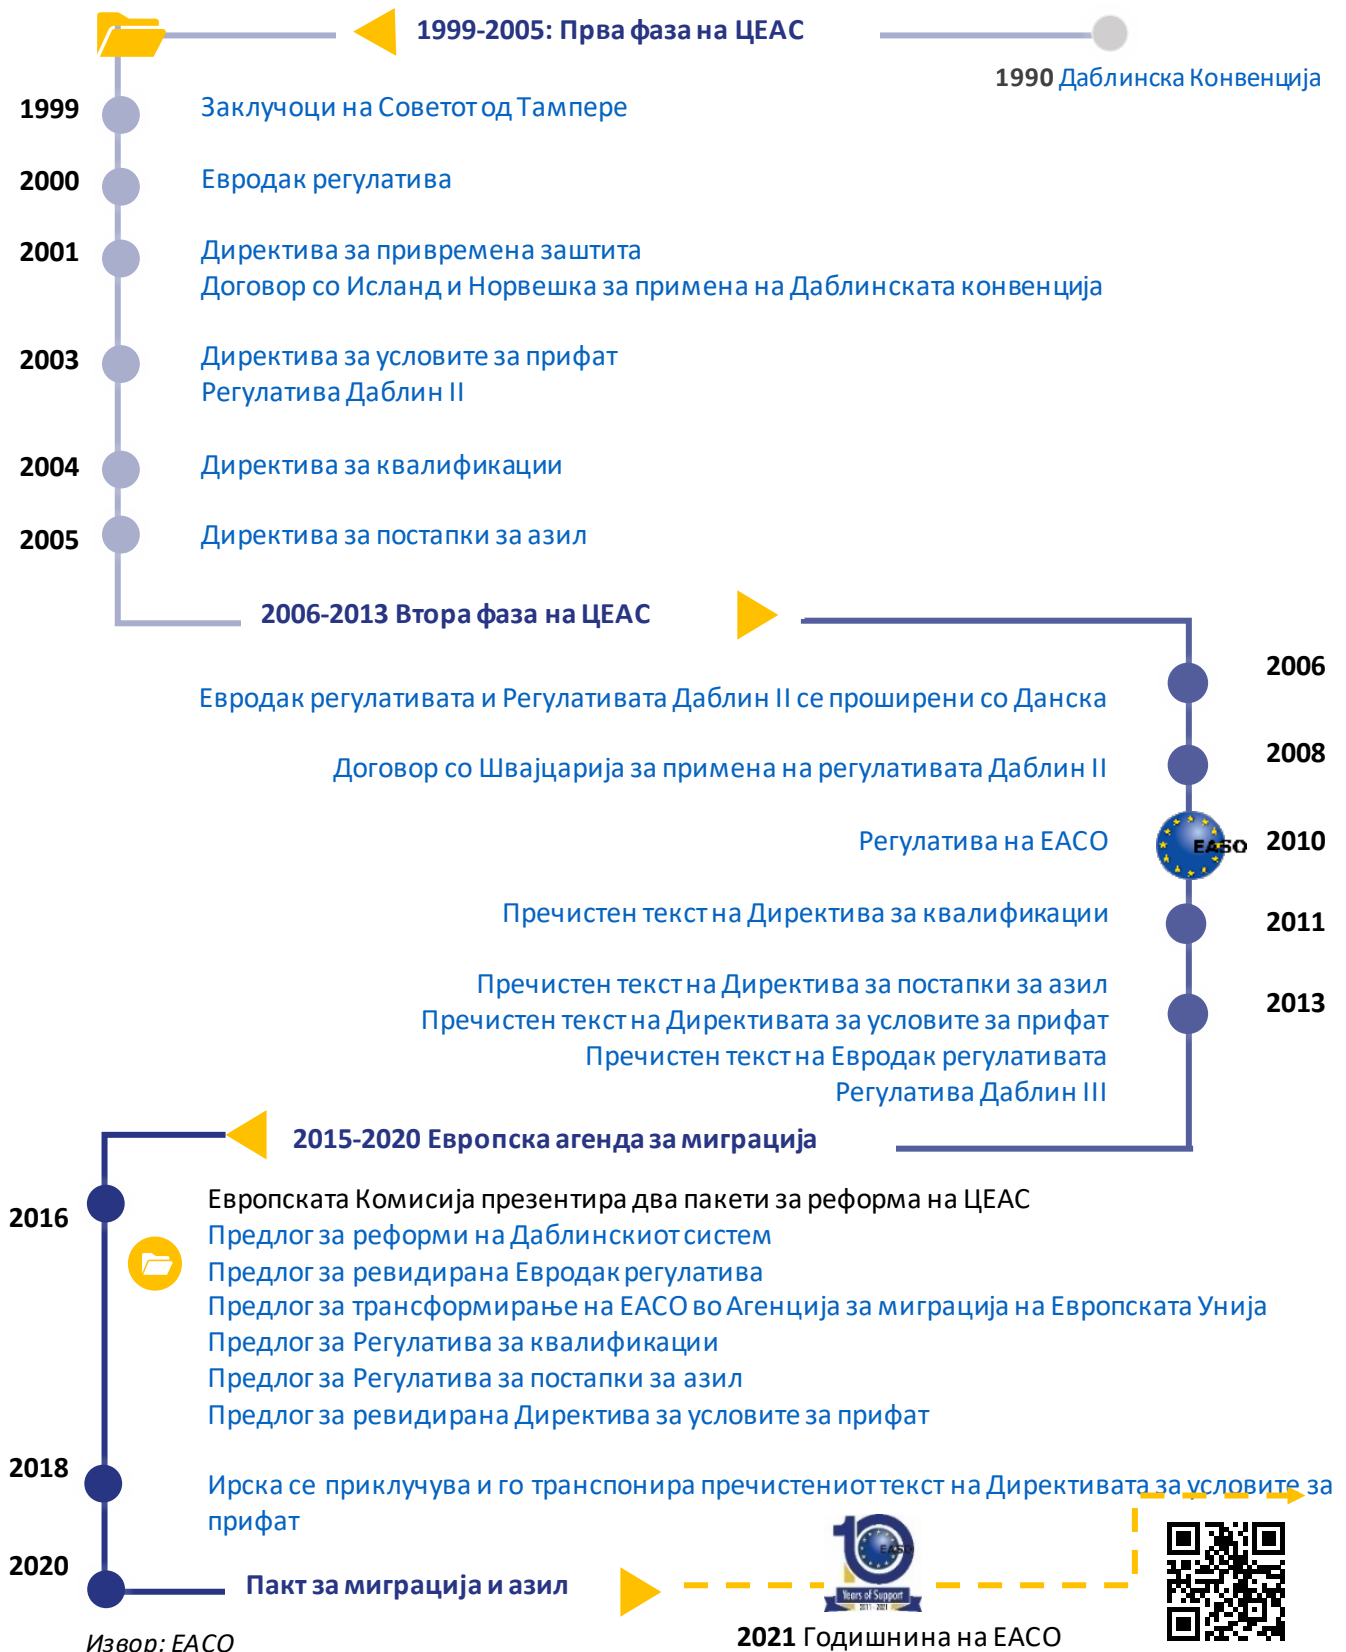 1999-2005: Прва фаза на ЦЕАС
1990 Даблинска Конвенција
1999
Заклучоци на Советот од Тампере
2000
Евродак регулатива
2001
Директива за привремена заштита
Договор со Исланд и Норвешка за примена на Даблинската конвенција
2003
Директива за условите за прифат
Регулатива Даблин II
2004
Директива за квалификации
2005
Директива за постапки за азил
2006-2013 Втора фаза на ЦЕАС
2006
Евродак регулативата и Регулативата Даблин II се проширени со Данска
2008
Договор со Швајцарија за примена на регулативата Даблин II
Регулатива на ЕАСО
EASO
2010
Пречистен текст на Директива за квалификации
2011
Пречистен текст на Директива за постапки за азил
2013
Пречистен текст на Директивата за условите за прифат
Пречистен текст на Евродак регулативата
Регулатива Даблин III
2015-2020 Европска агенда за миграција
2016
Европската Комисија презентира два пакети за реформа на ЦЕАС
Предлог за реформи на Даблинскиот систем
Предлог за ревидирана Евродак регулатива
Предлог за трансформирање на ЕАСО во Агенција за миграција на Европската Унија
Предлог за Регулатива за квалификации
Предлог за Регулатива за постапки за азил
Предлог за ревидирана Директива за условите за прифат
2018
Ирска се приклучува и го транспонира пречистениот текст на Директивата за условите за
прифат
2020
Пакт за миграција и азил
10
EASO
Years of Support
2011 - 2021
2021 Годишнина на ЕАСО
Извор: ЕАСО